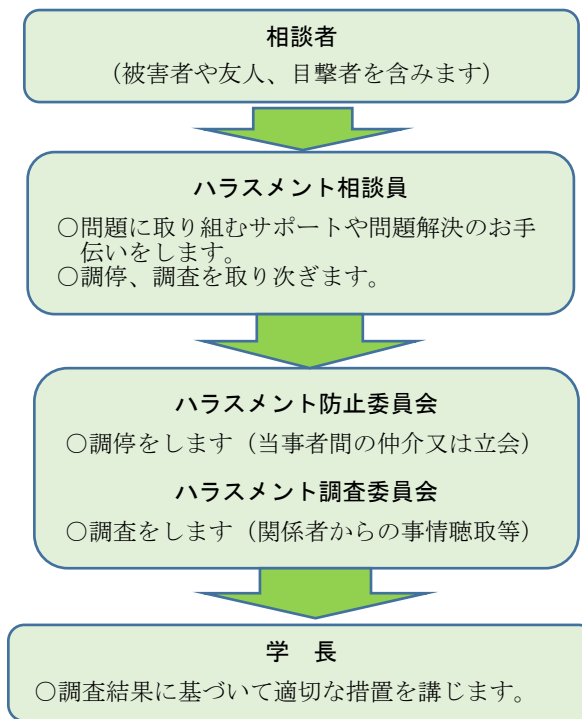 相談者
（被害者や友人、目撃者を含みます）
ハラスメント相談員
○問題に取り組むサポートや問題解決のお手
伝いをします。
○調停、調査を取り次ぎます。
ハラスメント防止委員会
○調停をします（当事者間の仲介又は立会）
ハラスメント調査委員会
○調査をします（関係者からの事情聴取等）
学　長
○調査結果に基づいて適切な措置を講じます。